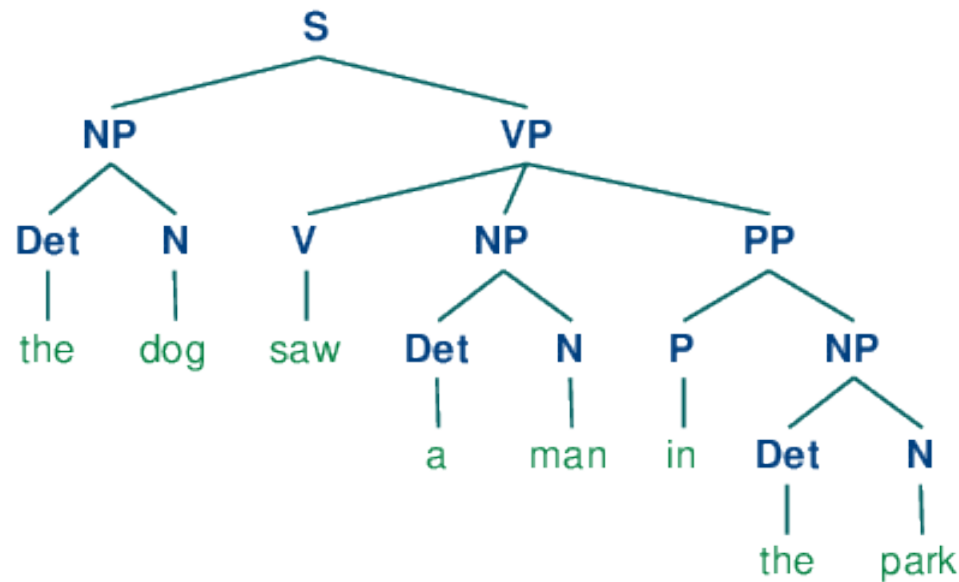 S
NP VP
Det N V NP PP
the dog saw Det N P NP
a man in Det N
the park